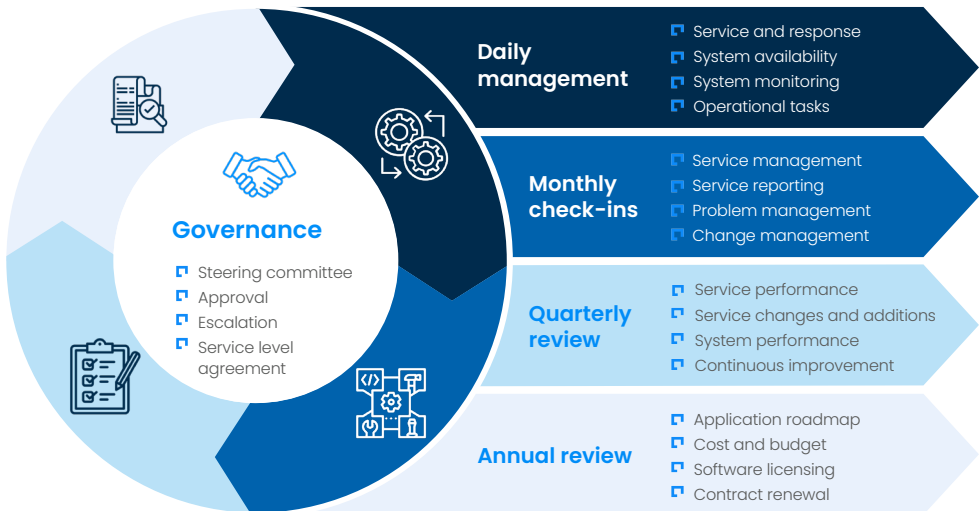 Governance
Steering committee
Approval
Escalation
Service level
agreement
Daily
management
Service and response
System availability
System monitoring
Operational tasks
Monthly
check-ins
Service management
Service reporting
Problem management
Change management
Quarterly
review
Service performance
Service changes and additions
System performance
Continuous improvement
Annual review
Application roadmap
Cost and budget
Software licensing
Contract renewal